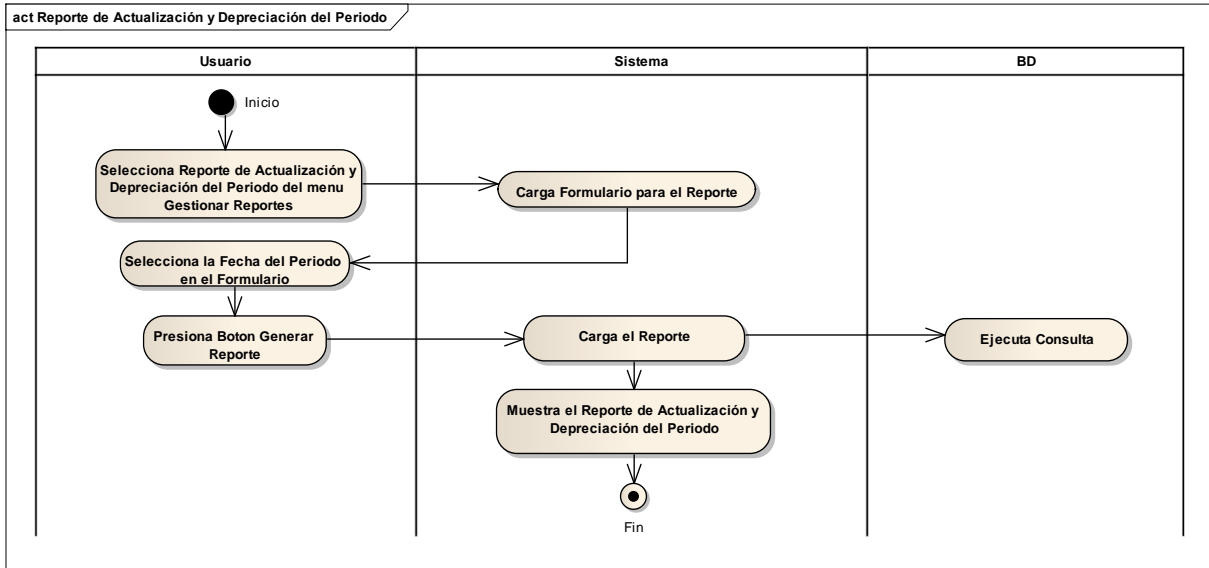 act Reporte de Actualización y Depreciación del Periodo
Usuario
Sistema
BD
Inicio
Selecciona Reporte de Actualización y
Depreciación del Periodo del menu
Gestionar Reportes
Carga Formulario para el Reporte
Selecciona la Fecha del Periodo
en el Formulario
Presiona Boton Generar
Reporte
Carga el Reporte
Ejecuta Consulta
Muestra el Reporte de Actualización y
Depreciación del Periodo
Fin